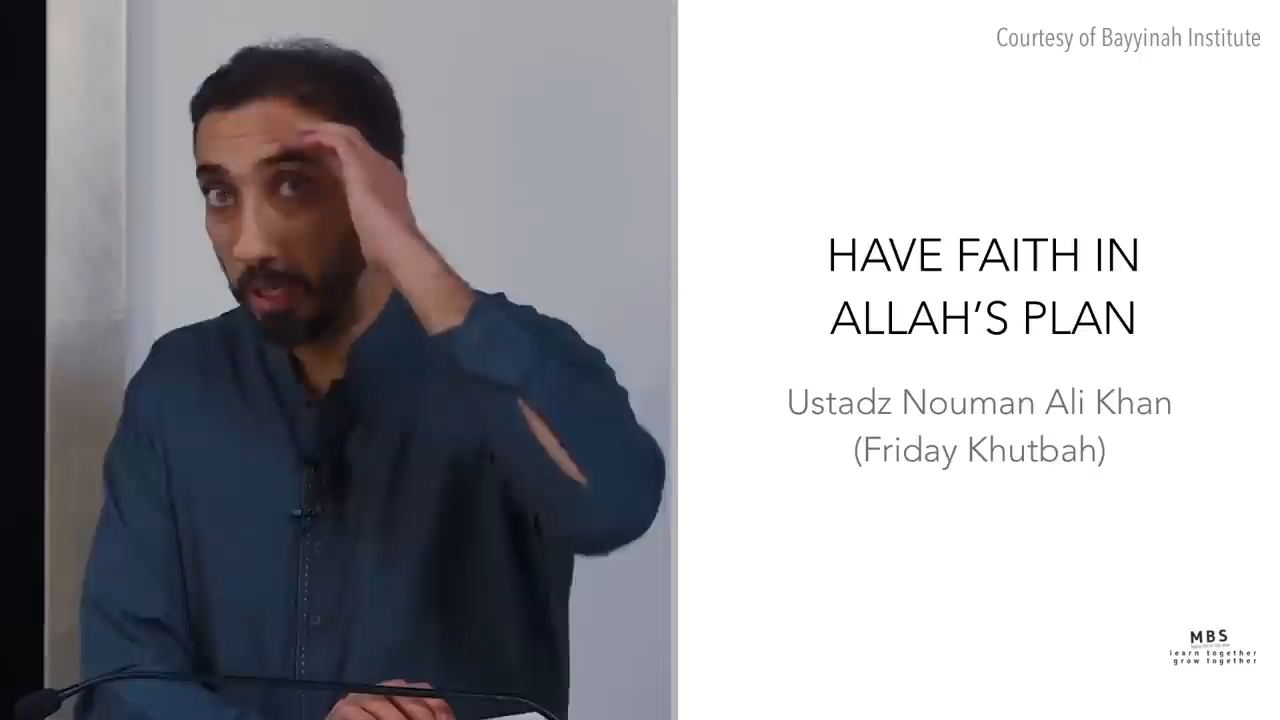 Courtesy of Bayyinah Institute
HAVE FAITH IN
ALLAH'S PLAN
Ustadz Nouman Ali Khan
(Friday Khutbah)
MBS
learn together
grow together